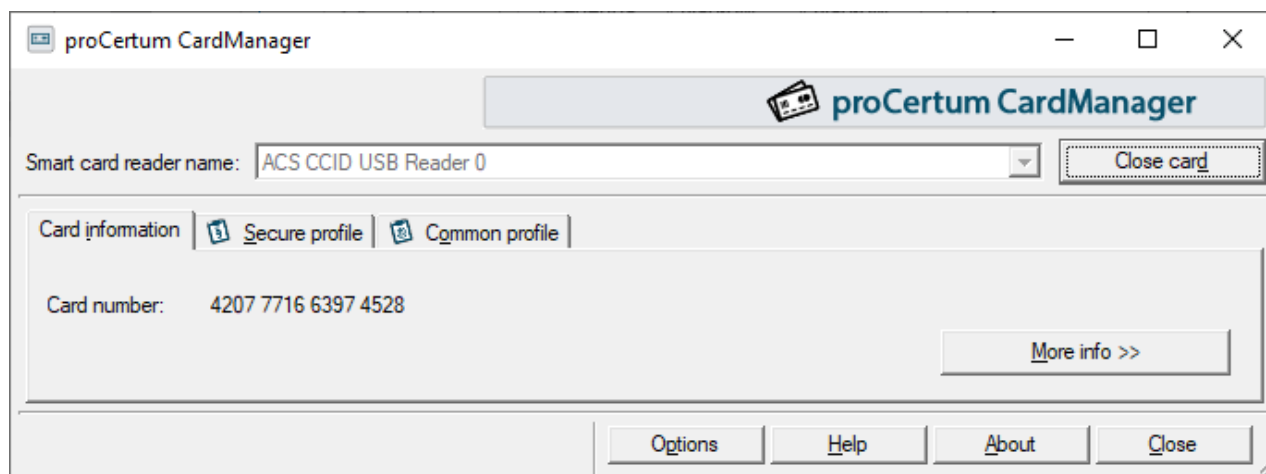 proCertum CardManager
proCertum CardManager
Smart card reader name: ACS CCID USB Reader 0 Close card
Card information Secure profile Common profile
Card number: 4207 7716 6397 4528
More info >>
Options Help About Close